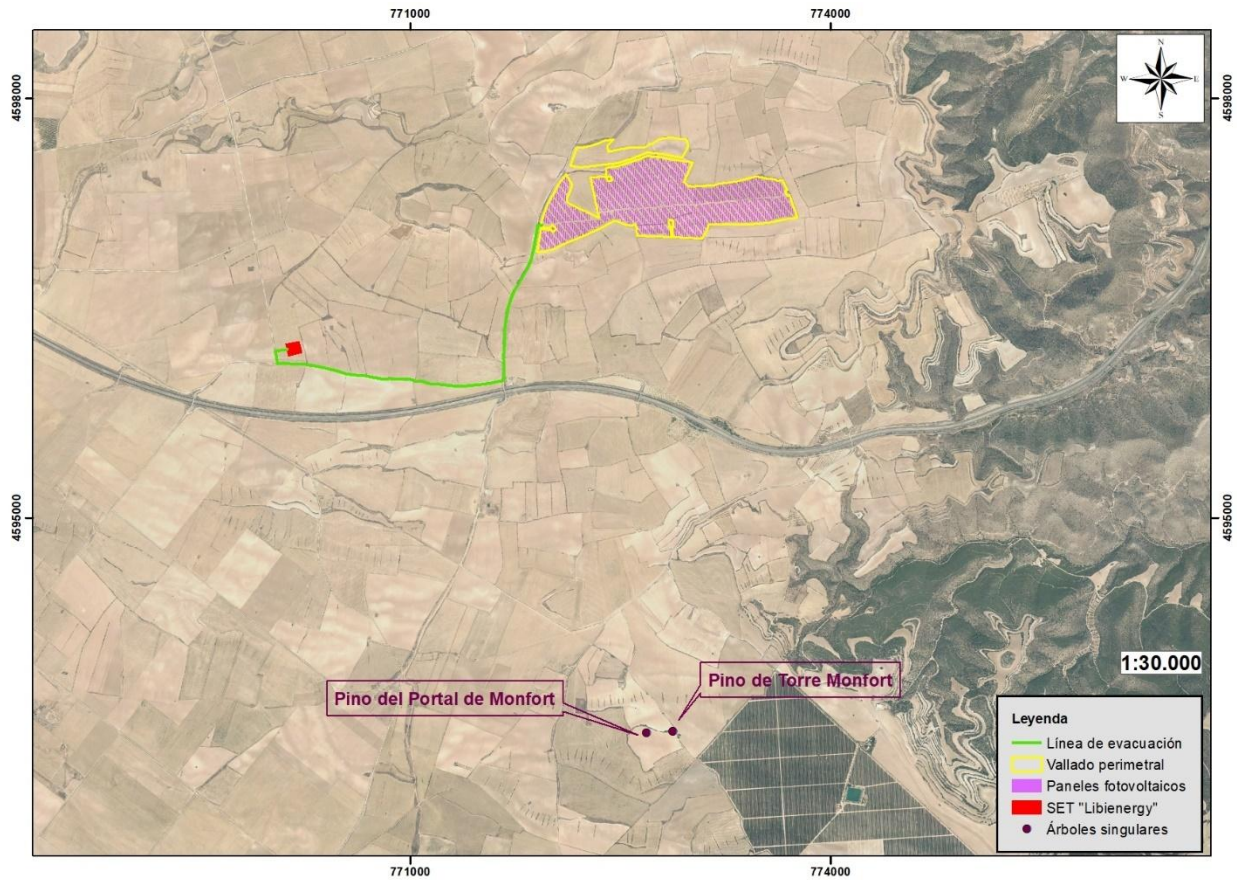 771000
774000
N
W
E
S
4598000
4598000
4595000
4595000
Pino de Torre Monfort
Pino del Portal de Monfort
1:30.000
Leyenda
Línea de evacuación
Vallado perimetral
Paneles fotovoltaicos
SET "Libienergy"
Árboles singulares
771000
774000